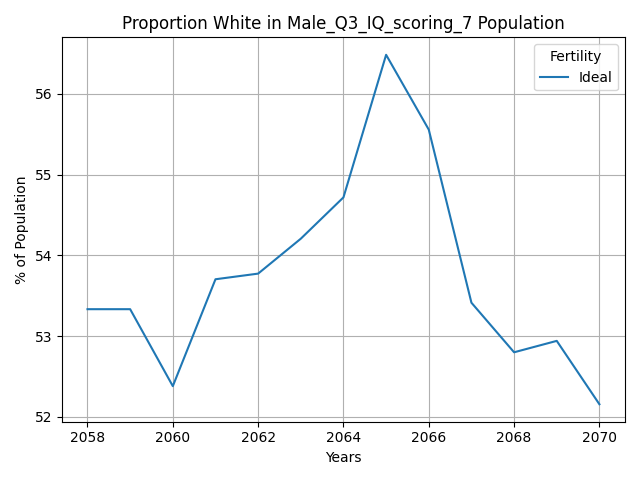 Proportion White in Male_Q3_IQ_scoring_7 Population
Fertility
Ideal
% of Population
56
55
54
53
52
2058 2060 2062 2064 2066 2068 2070
Years